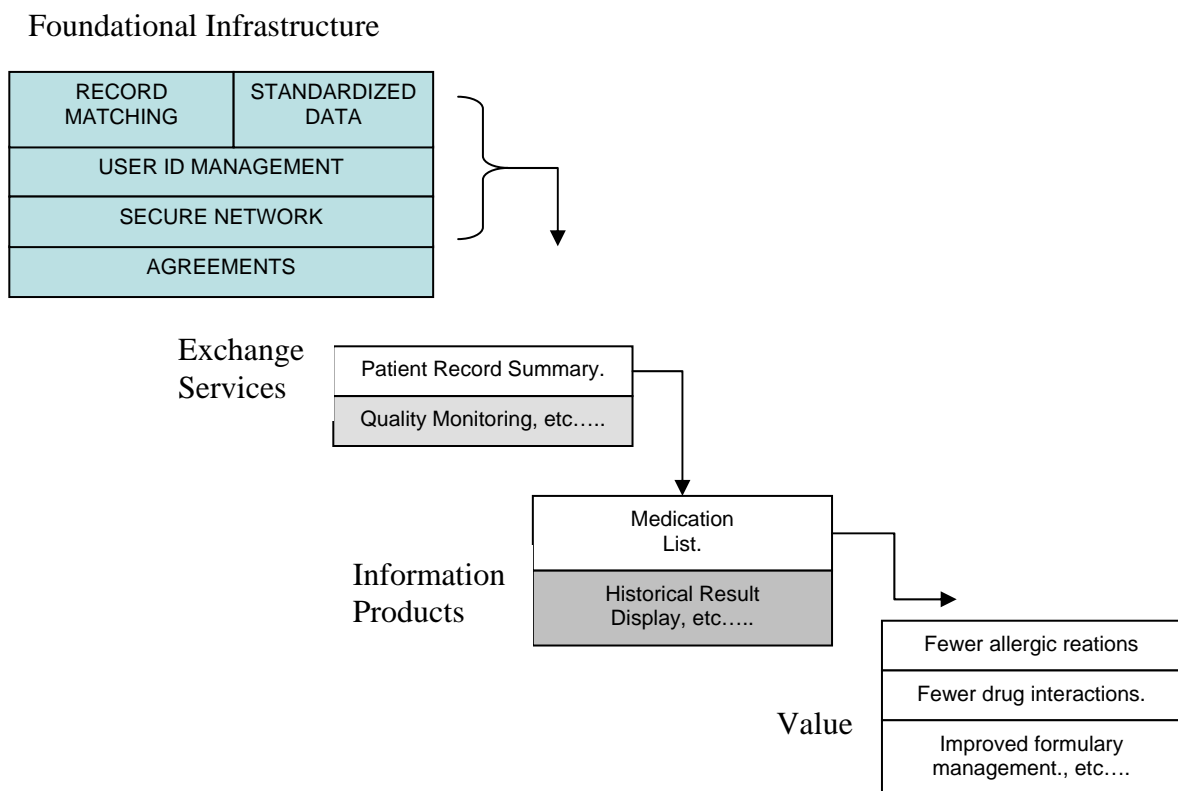 Foundational Infrastructure
RECORD
MATCHING
STANDARDIZED
DATA
USER ID MANAGEMENT
SECURE NETWORK
AGREEMENTS
Exchange
Services
Patient Record Summary.
Quality Monitoring, etc…..
Information
Products
Medication
List.
Historical Result
Display, etc…..
Value
Fewer allergic reations
Fewer drug interactions.
Improved formulary
management., etc….